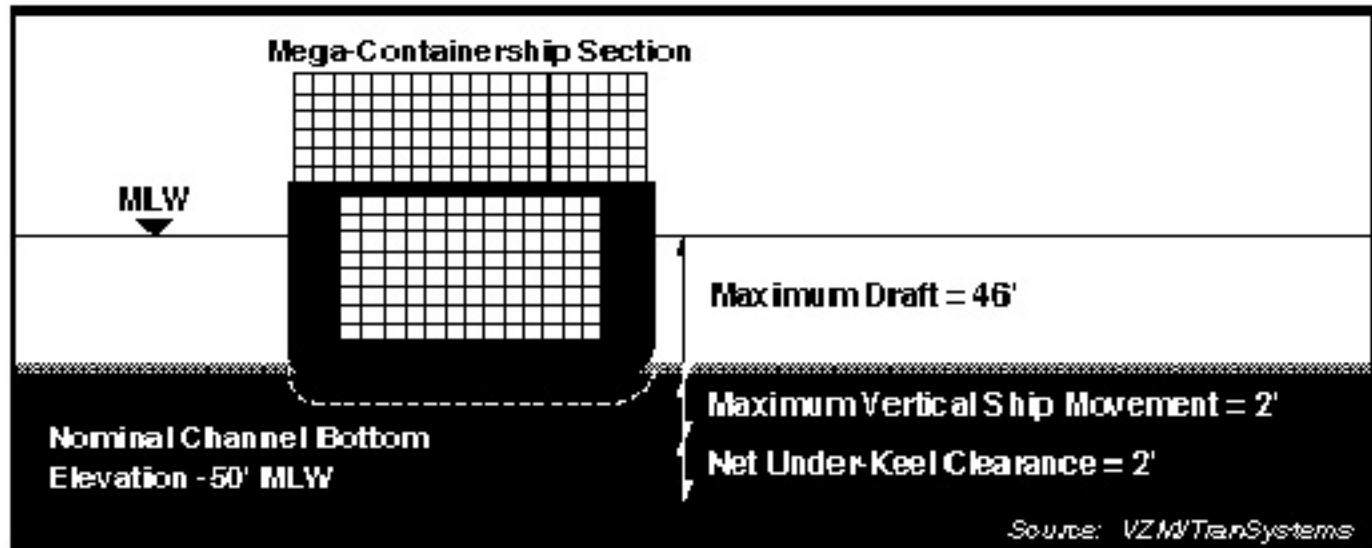 Mega-Containership Section
MLW
Maximum Draft = 46'
Maximum Vertical Ship Movement = 2'
Nominal Channel Bottom
Elevation -50' MLW
Net Under-Keel Clearance = 2'
Source: VZM/TranSystems